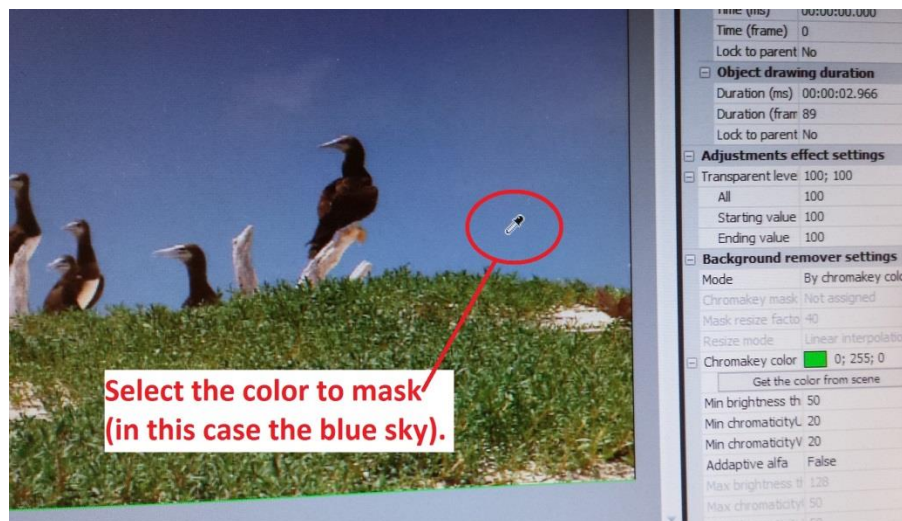 Time (ms) 00:00:00.000
Time (frame) 0
Lock to parent No
Object drawing duration
Duration (ms) 00:00:02.966
Duration (fram 89
Lock to parent No
Adjustments effect settings
Transparent leve 100; 100
All 100
Starting value 100
Ending value 100
Background remover settings
Mode By chromakey colo
Chromakey mask Not assigned
Mask resize facto 40
Resize mode Linear interpolatio
Chromakey color 0; 255; 0
Get the color from scene
Min brightness th 50
Min chromaticityU 20
Min chromaticityV 20
Addaptive alfa False
Max brightness th 128
Max chromaticity 50
Select the color to mask
(in this case the blue sky).